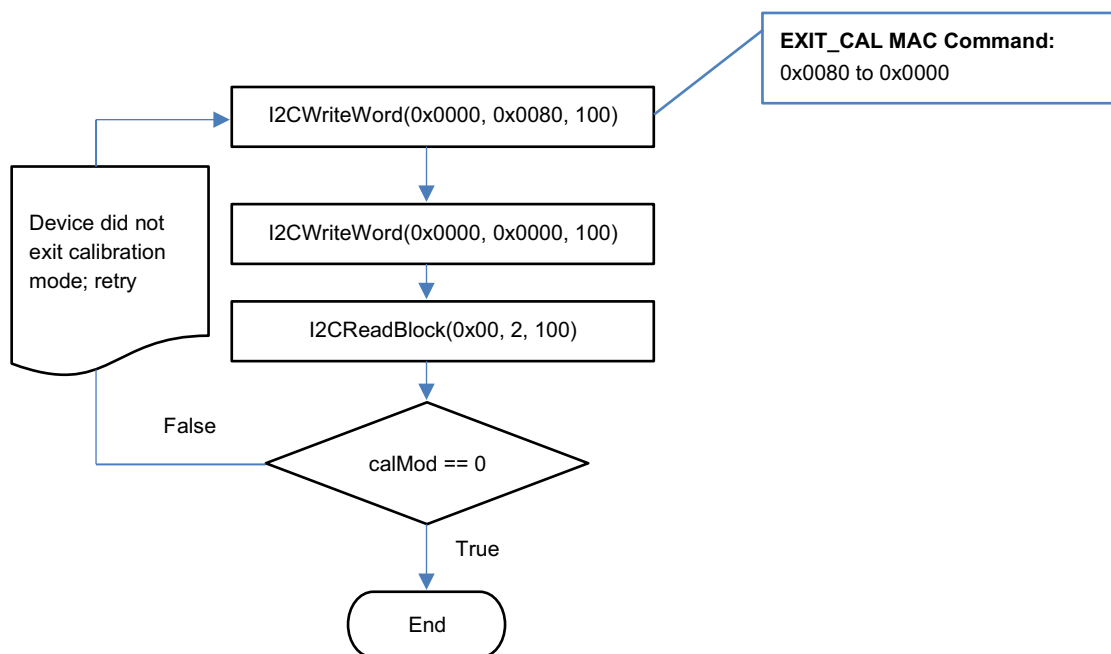 EXIT_CAL MAC Command:
0x0080 to 0x0000
I2CWriteWord(0x0000, 0x0080, 100)
Device did not
exit calibration
mode; retry
I2CWriteWord(0x0000, 0x0000, 100)
I2CReadBlock(0x00, 2, 100)
False
calMod == 0
True
End